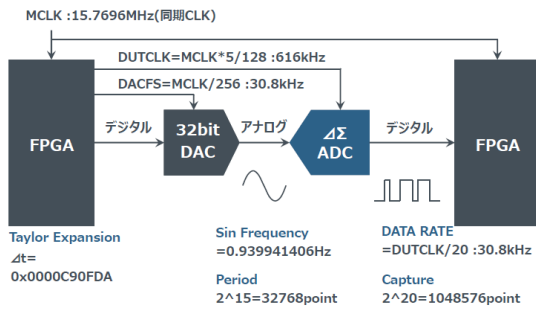 MCLK :15.7696MHz(同期CLK)
DUTCLK=MCLK*5/128 :616kHz
DACFS=MCLK/256 :30.8kHz
FPGA
デジタル
32bit
DAC
アナログ
⊿Σ
ADC
デジタル
FPGA
Taylor Expansion
⊿t=
0x0000C90FDA
Sin Frequency
=0.939941406Hz
Period
2^15=32768point
DATA RATE
=DUTCLK/20 :30.8kHz
Capture
2^20=1048576point